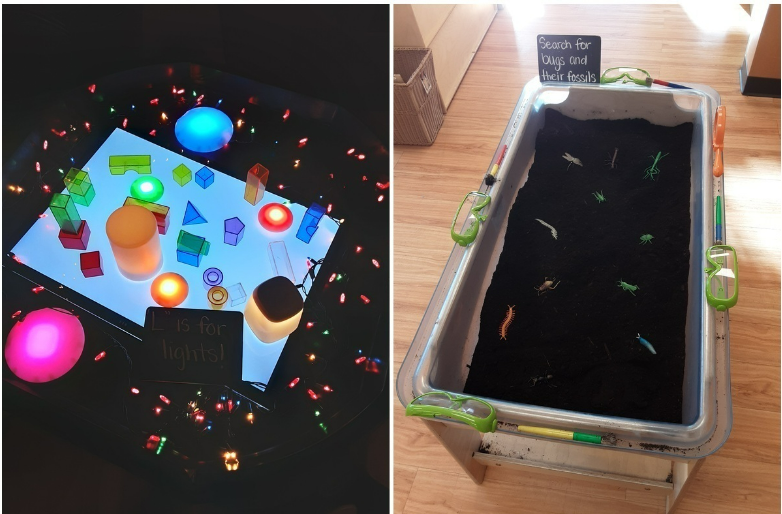 "L" is for
lights!
Search for
bugs and
their fossils